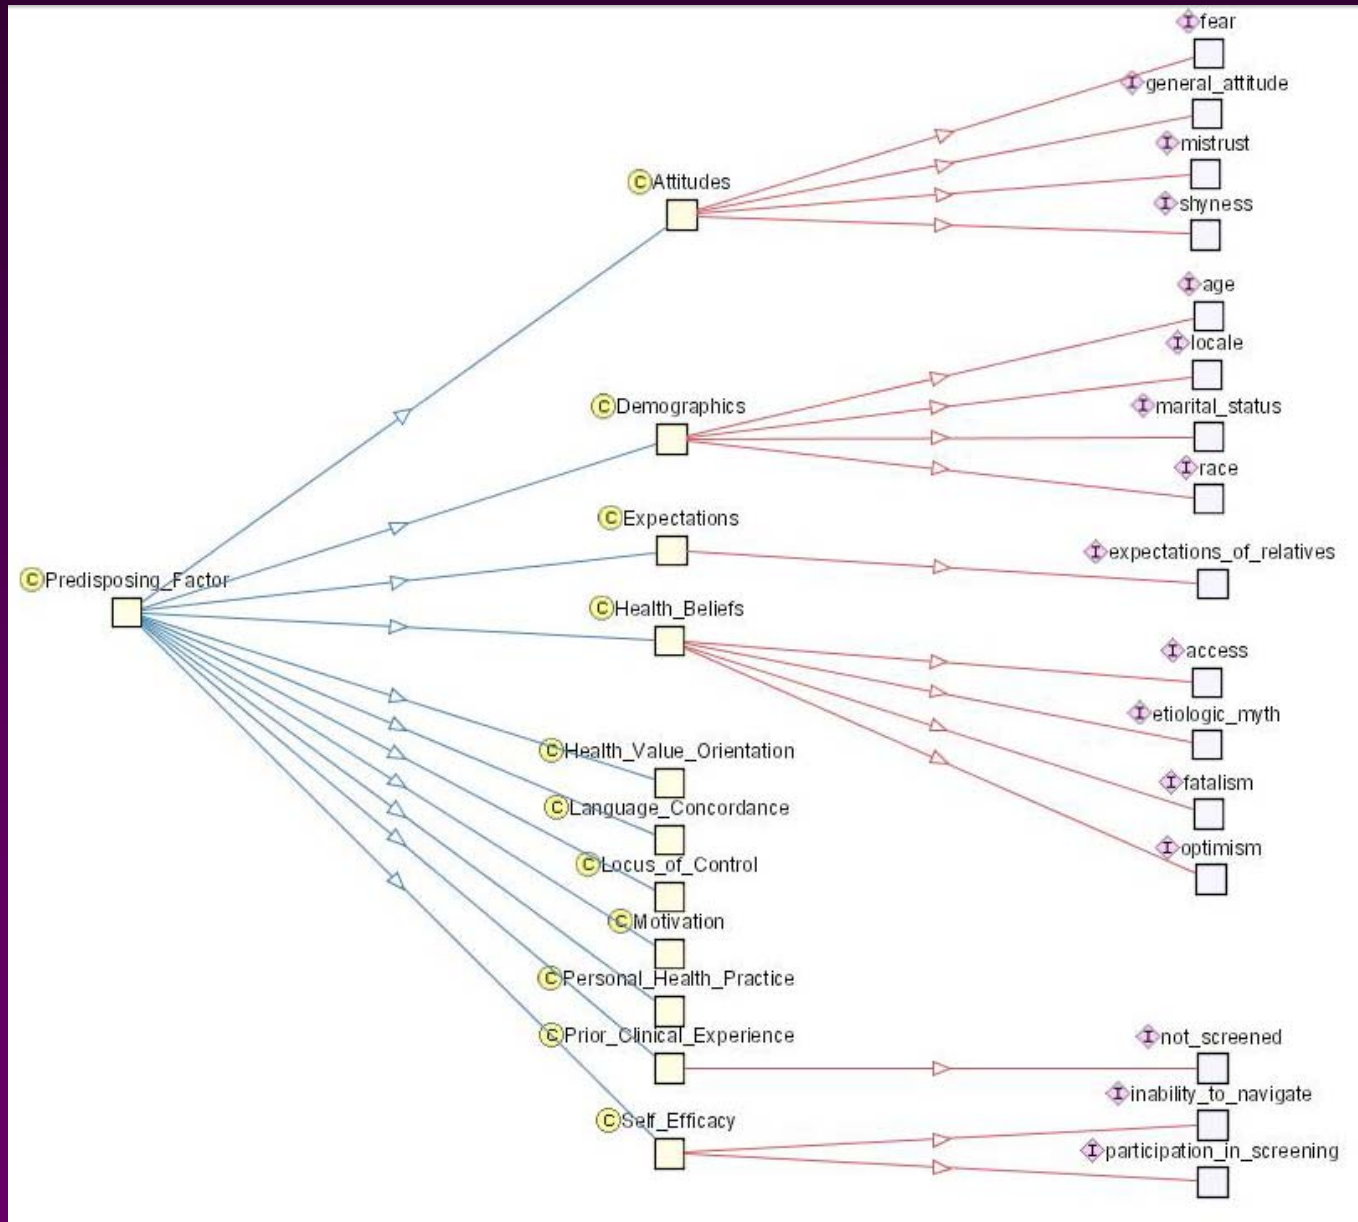 I fear
I general_attitude
I mistrust
C Attitudes
I shyness
I age
I locale
C Demographics
I marital_status
I race
C Expectations
I expectations_of_relatives
C Predisposing_Factor
C Health_Beliefs
I access
I etiologic_myth
C Health_Value_Orientation
I fatalism
C Language_Concordance
I optimism
C Locus_of_Control
C Motivation
C Personal_Health_Practice
C Prior_Clinical_Experience
I not_screened
I inability_to_navigate
C Self_Efficacy
I participation_in_screening